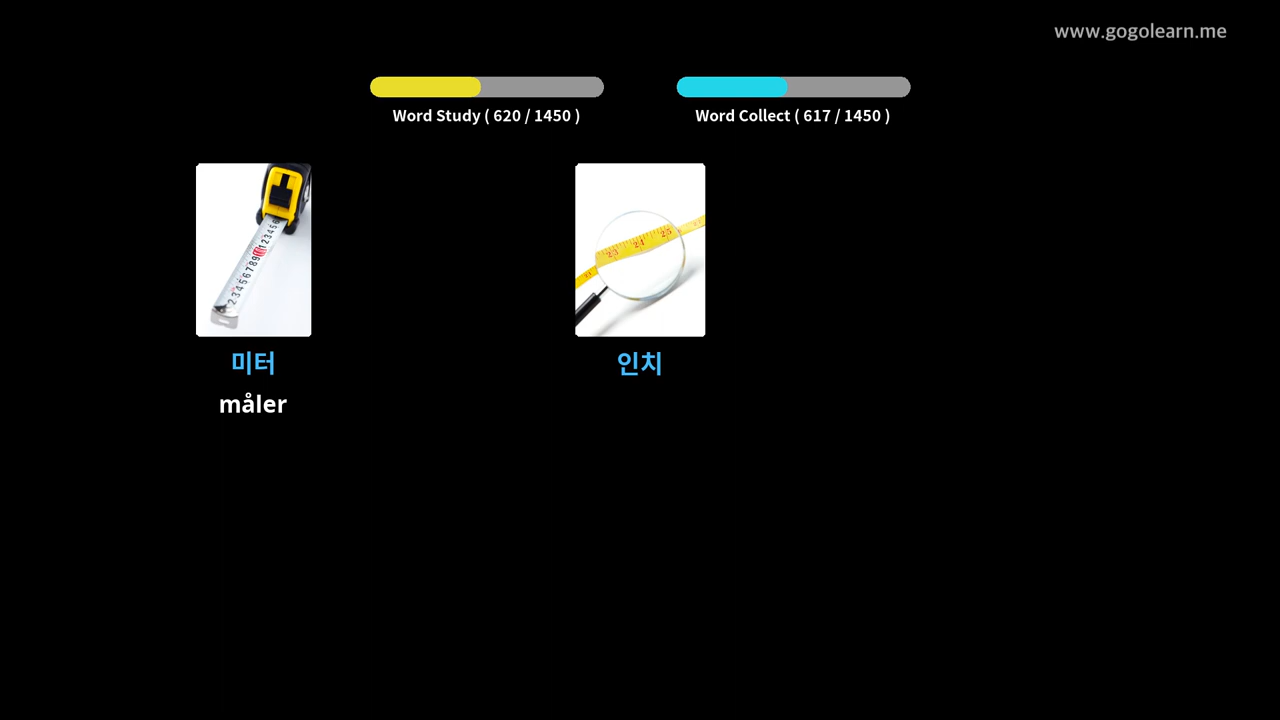 www.gogolearn.me
Word Study ( 620 / 1450 )
Word Collect ( 617 / 1450 )
미터
måler
인치